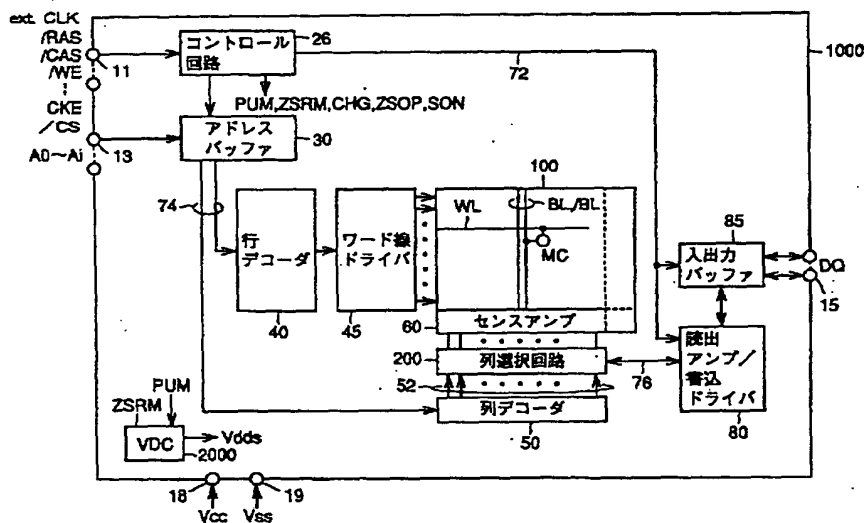 ext. CLK
/RAS
/CAS
/WE
CKE
/CS
A0~Ai
11
13
コントロール
回路
26
72
1000
PUM,ZSRM,CHG,ZSOP,SON
アドレス
バッファ
30
74
行
デコーダ
40
ワード線
ドライバ
45
100
WL
BL/BL
MC
センスアンプ
60
列選択回路
200
52
列デコーダ
50
76
85
入出力
バッファ
DQ
15
読出
アンプ/
書込
ドライバ
80
PUM
ZSRM
VDC
Vdds
2000
18
19
Vcc
Vss